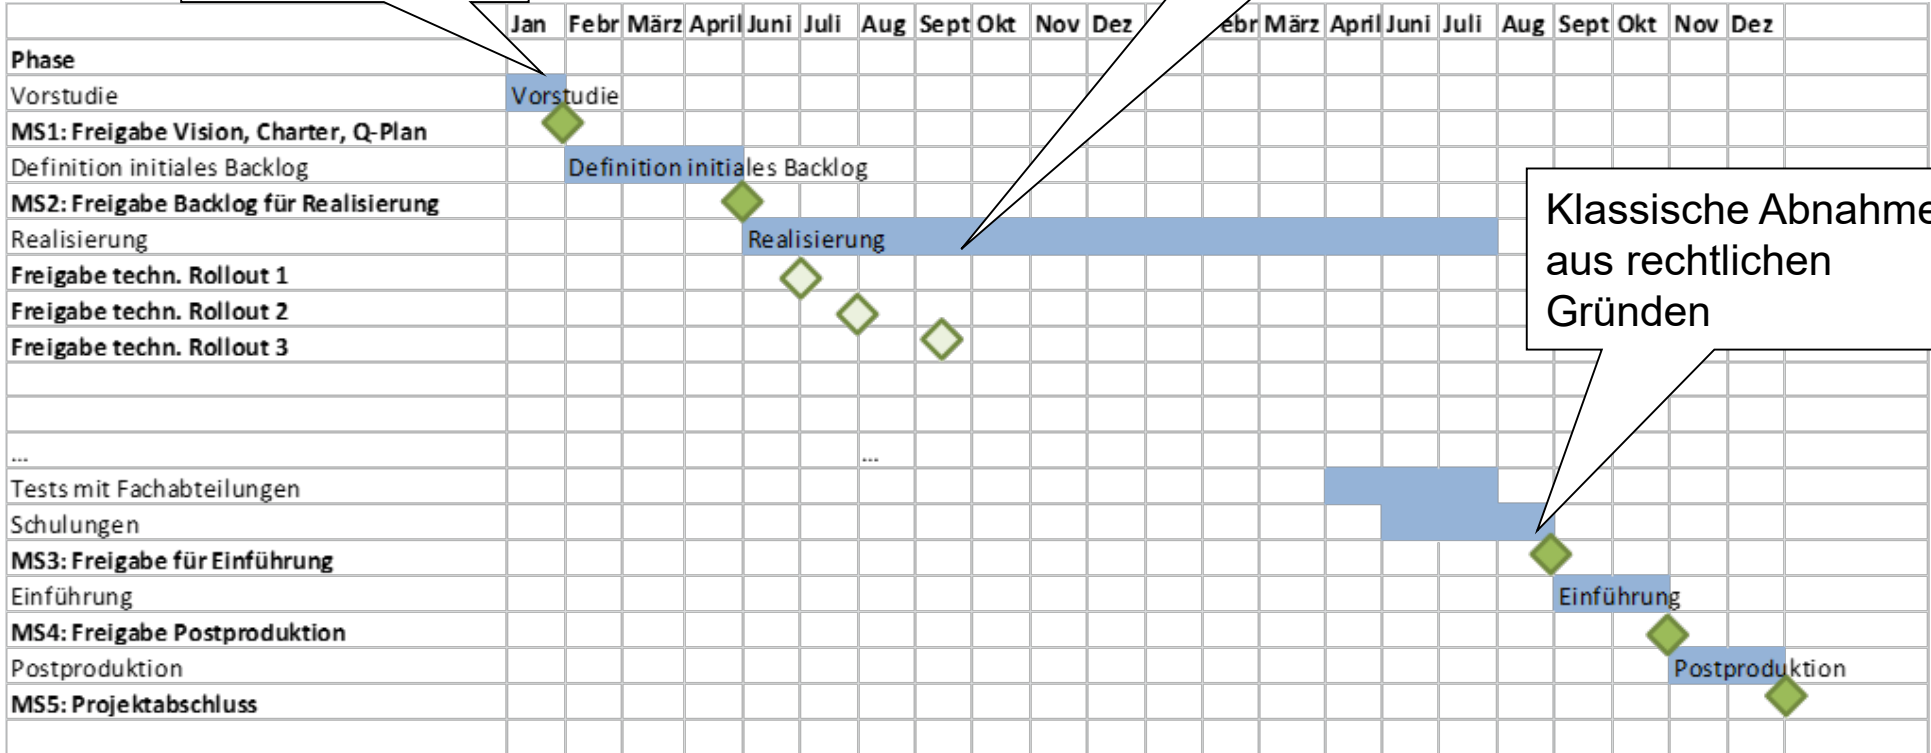 Jan Febr März April Juni Juli Aug Sept Okt Nov Dez ebr März April Juni Juli Aug Sept Okt Nov Dez
Phase
Vorstudie Vorstudie
MS1: Freigabe Vision, Charter, Q-Plan
Definition initiales Backlog Definition initiales Backlog
MS2: Freigabe Backlog für Realisierung
Realisierung Realisierung
Freigabe techn. Rollout 1
Freigabe techn. Rollout 2
Freigabe techn. Rollout 3
Klassische Abnahme
aus rechtlichen
Gründen
... ...
Tests mit Fachabteilungen
Schulungen
MS3: Freigabe für Einführung
Einführung Einführung
MS4: Freigabe Postproduktion
Postproduktion Postproduktion
MS5: Projektabschluss